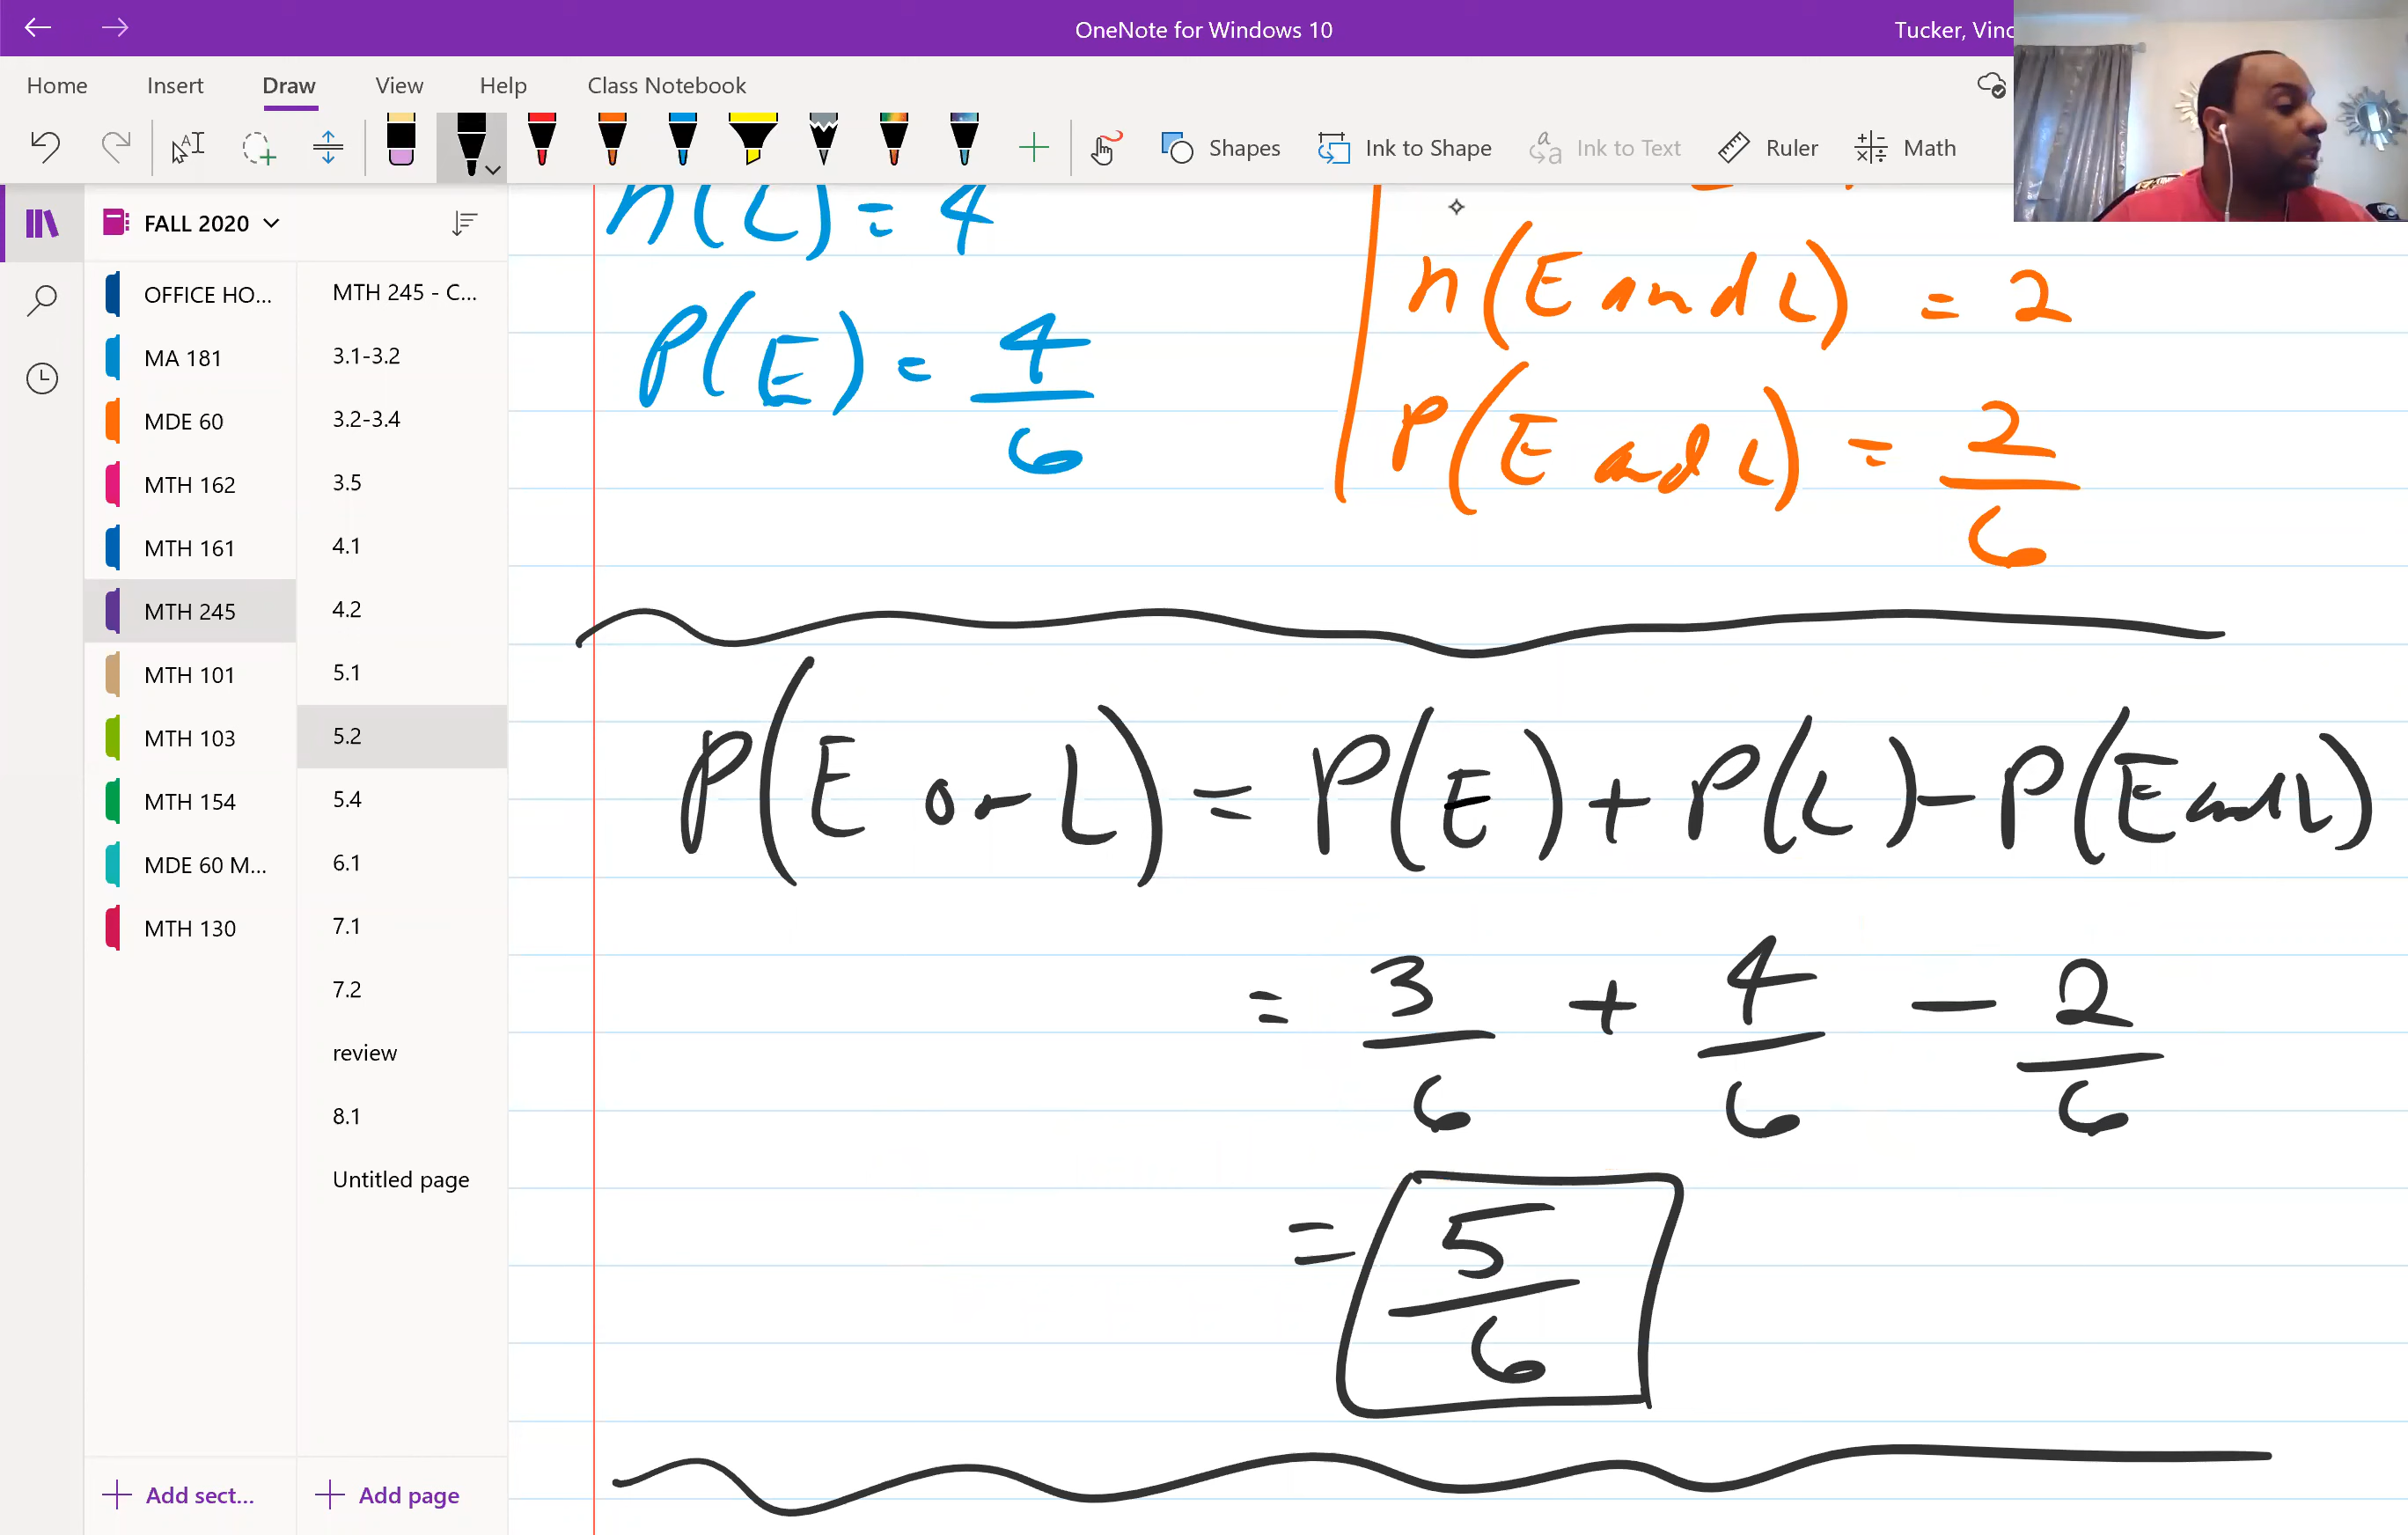 OneNote for Windows 10
Tucker, Vinc
Home Insert Draw View Help Class Notebook
Shapes Ink to Shape Ink to Text Ruler Math
FALL 2020
OFFICE HO...
MA 181
MDE 60
MTH 162
MTH 161
MTH 245
MTH 101
MTH 103
MTH 154
MDE 60 M...
MTH 130
Add sect...
MTH 245 - C...
3.1-3.2
3.2-3.4
3.5
4.1
4.2
5.1
5.2
5.4
6.1
7.1
7.2
review
8.1
Untitled page
Add page
n(L) = 4
P(E) = 4/6
n(E and L) = 2
P(E and L) = 2/6
P(E or L) = P(E) + P(L) - P(E and L)
= 3/6 + 4/6 - 2/6
= 5/6